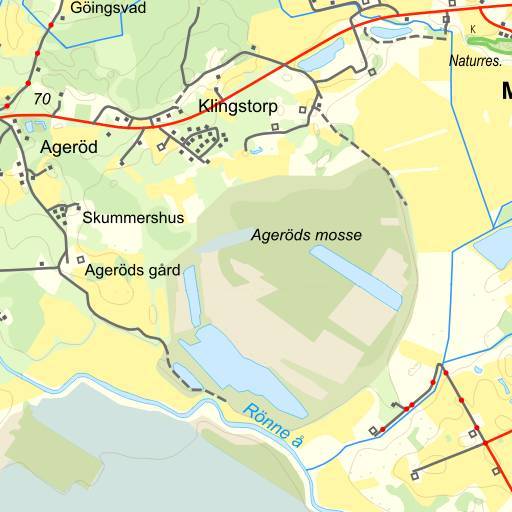 Göingsvad
K
Naturres.
M
70
Klingstorp
Ageröd
Skummershus
Ageröds mosse
Ageröds gård
Rönne å